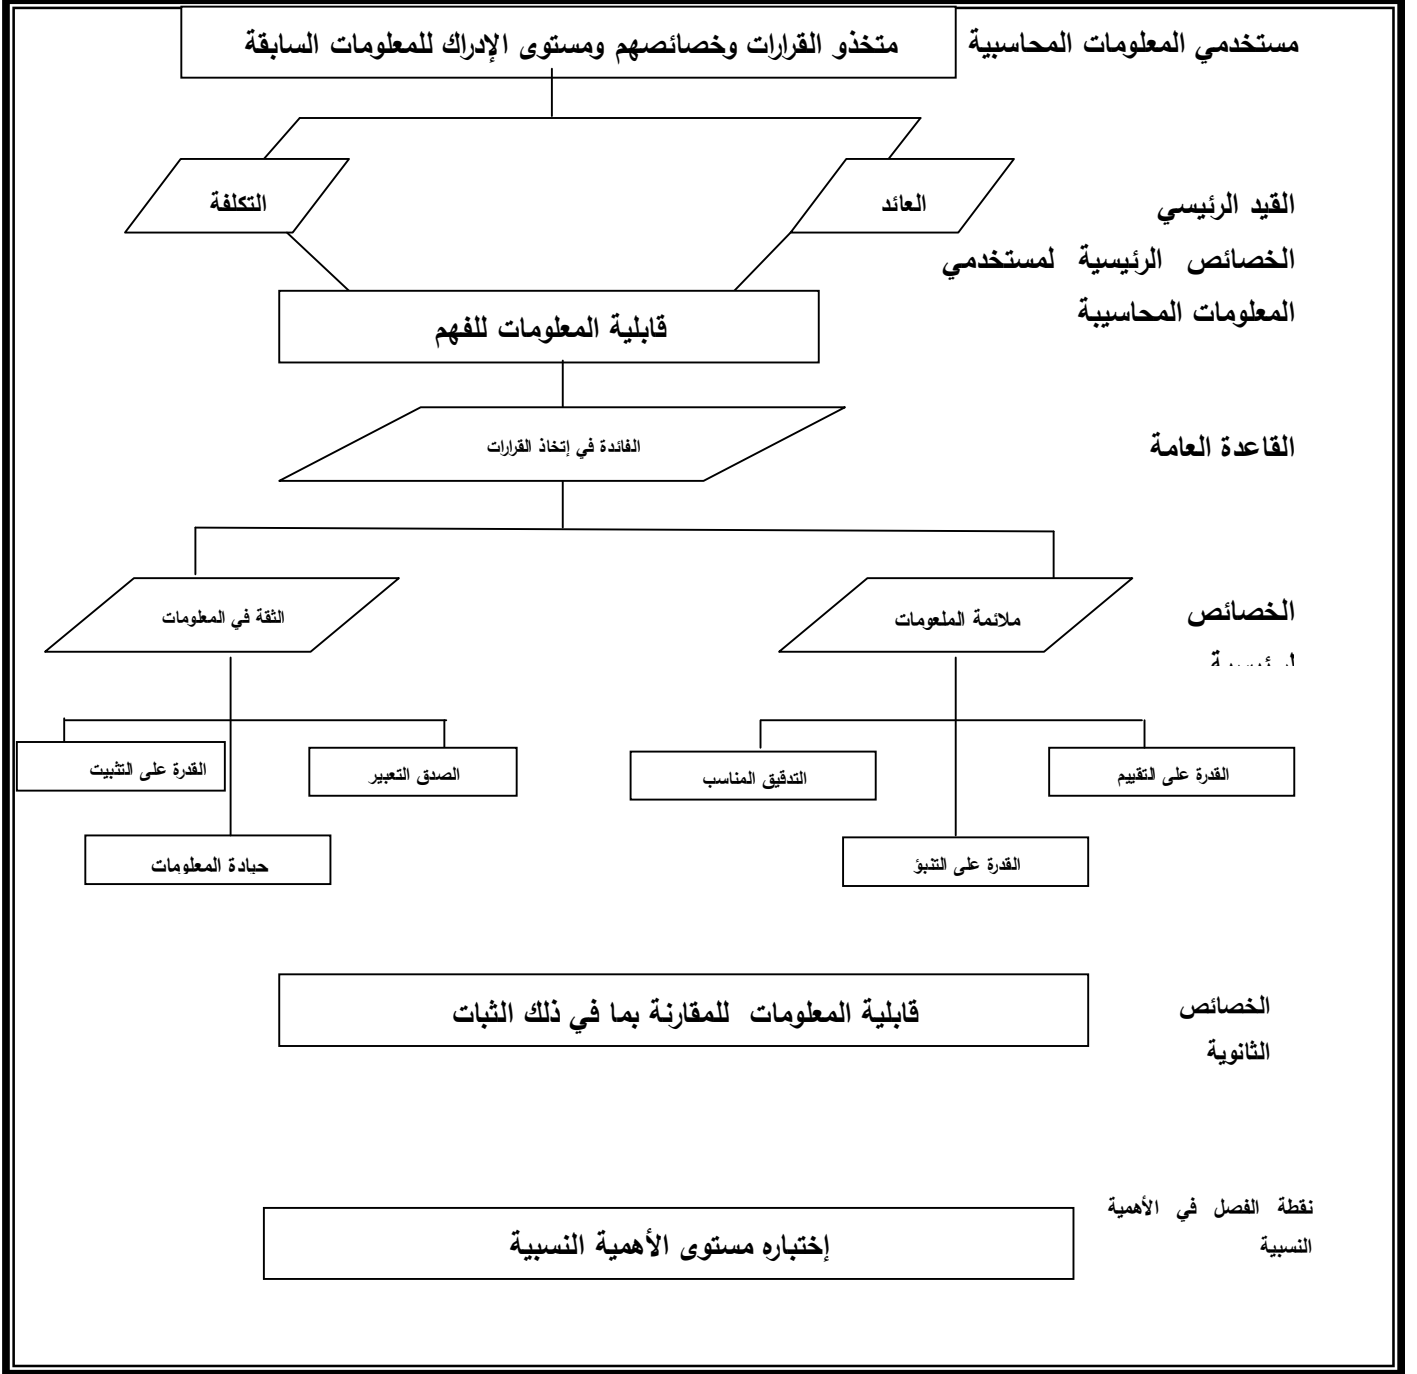 مستخدمي المعلومات المحاسبية
متخذو القرارات وخصائصهم ومستوى الإدراك للمعلومات السابقة
القيد الرئيسي
العائد
التكلفة
الخصائص الرئيسية لمستخدمي
المعلومات المحاسيبة
قابلية المعلومات للفهم
القاعدة العامة
الفائدة في إتخاذ القرارات
الخصائص
ملائمة الملعومات
الثقة في المعلومات
القدرة على التقييم
التدقيق المناسب
الصدق التعبير
القدرة على التثبيت
القدرة على التنبؤ
حيادة المعلومات
الخصائص
الثانوية
قابلية المعلومات للمقارنة بما في ذلك الثبات
نقطة الفصل في الأهمية
النسبية
إختباره مستوى الأهمية النسبية